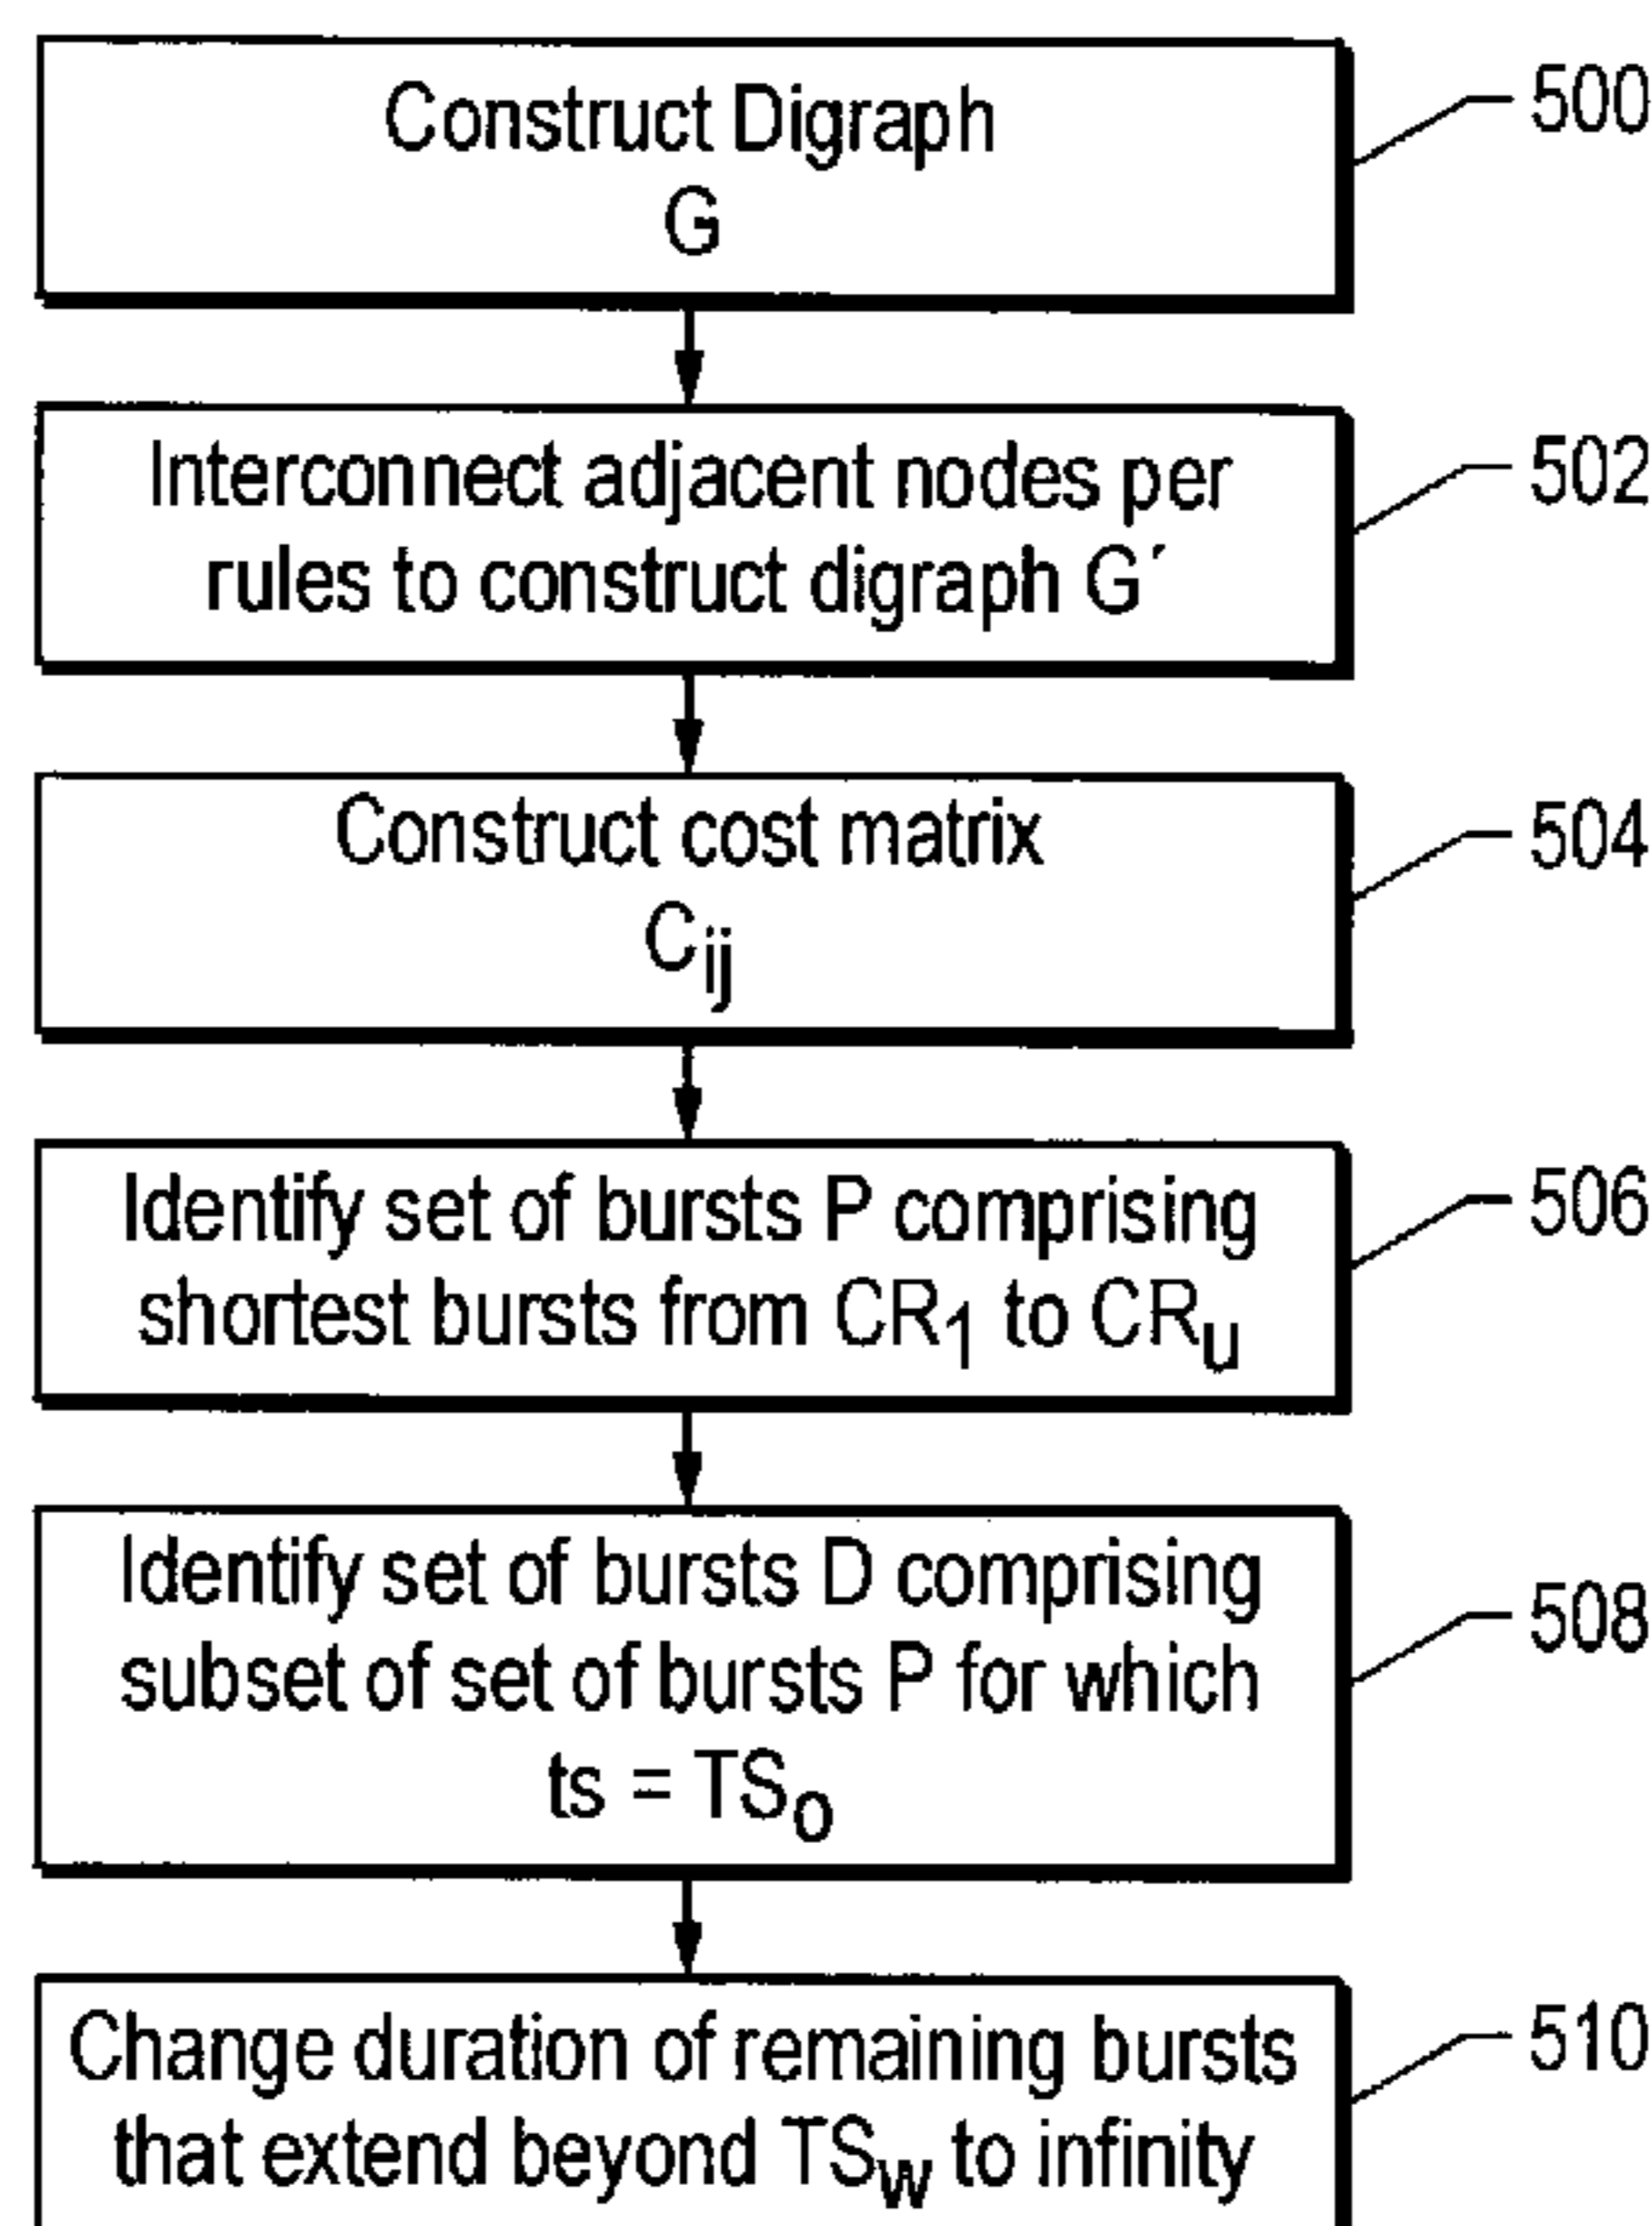 Construct Digraph
G
500
Interconnect adjacent nodes per
rules to construct digraph G´
502
Construct cost matrix
Cij
504
Identify set of bursts P comprising
shortest bursts from CR1 to CRu
506
Identify set of bursts D comprising
subset of set of bursts P for which
ts = TSo
508
Change duration of remaining bursts
that extend beyond TSw to infinity
510